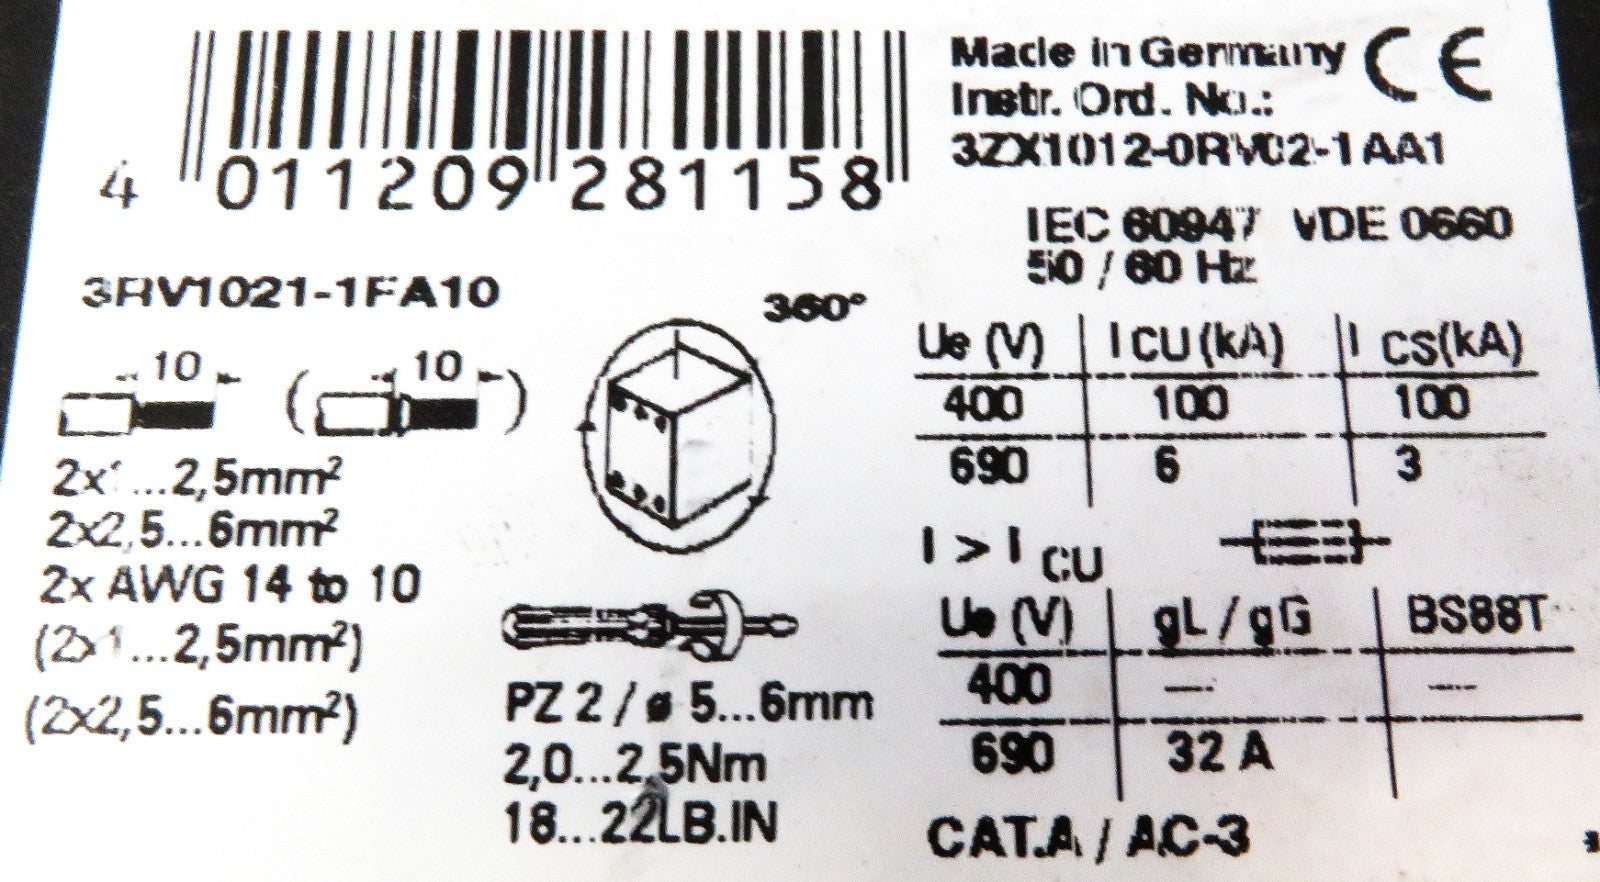 4 011209 281158
Made in Germany CE
Instr. Ord. No.:
3ZX1012-0RV02-1AA1
IEC 60947 VDE 0660
50 / 60 Hz
3RV1021-1FA10
360°
10 (10)
2x1...2,5mm²
2x2,5...6mm²
2x AWG 14 to 10
(2x1...2,5mm²)
(2x2,5...6mm²)
PZ 2 / ø 5...6mm
2,0...2,5Nm
18...22LB.IN
Ue (V) I CU (kA) I CS(kA)
400 100 100
690 6 3
I > I CU
Ue (V) gL / gG BS88T
400 — —
690 32 A
CAT.A / AC-3